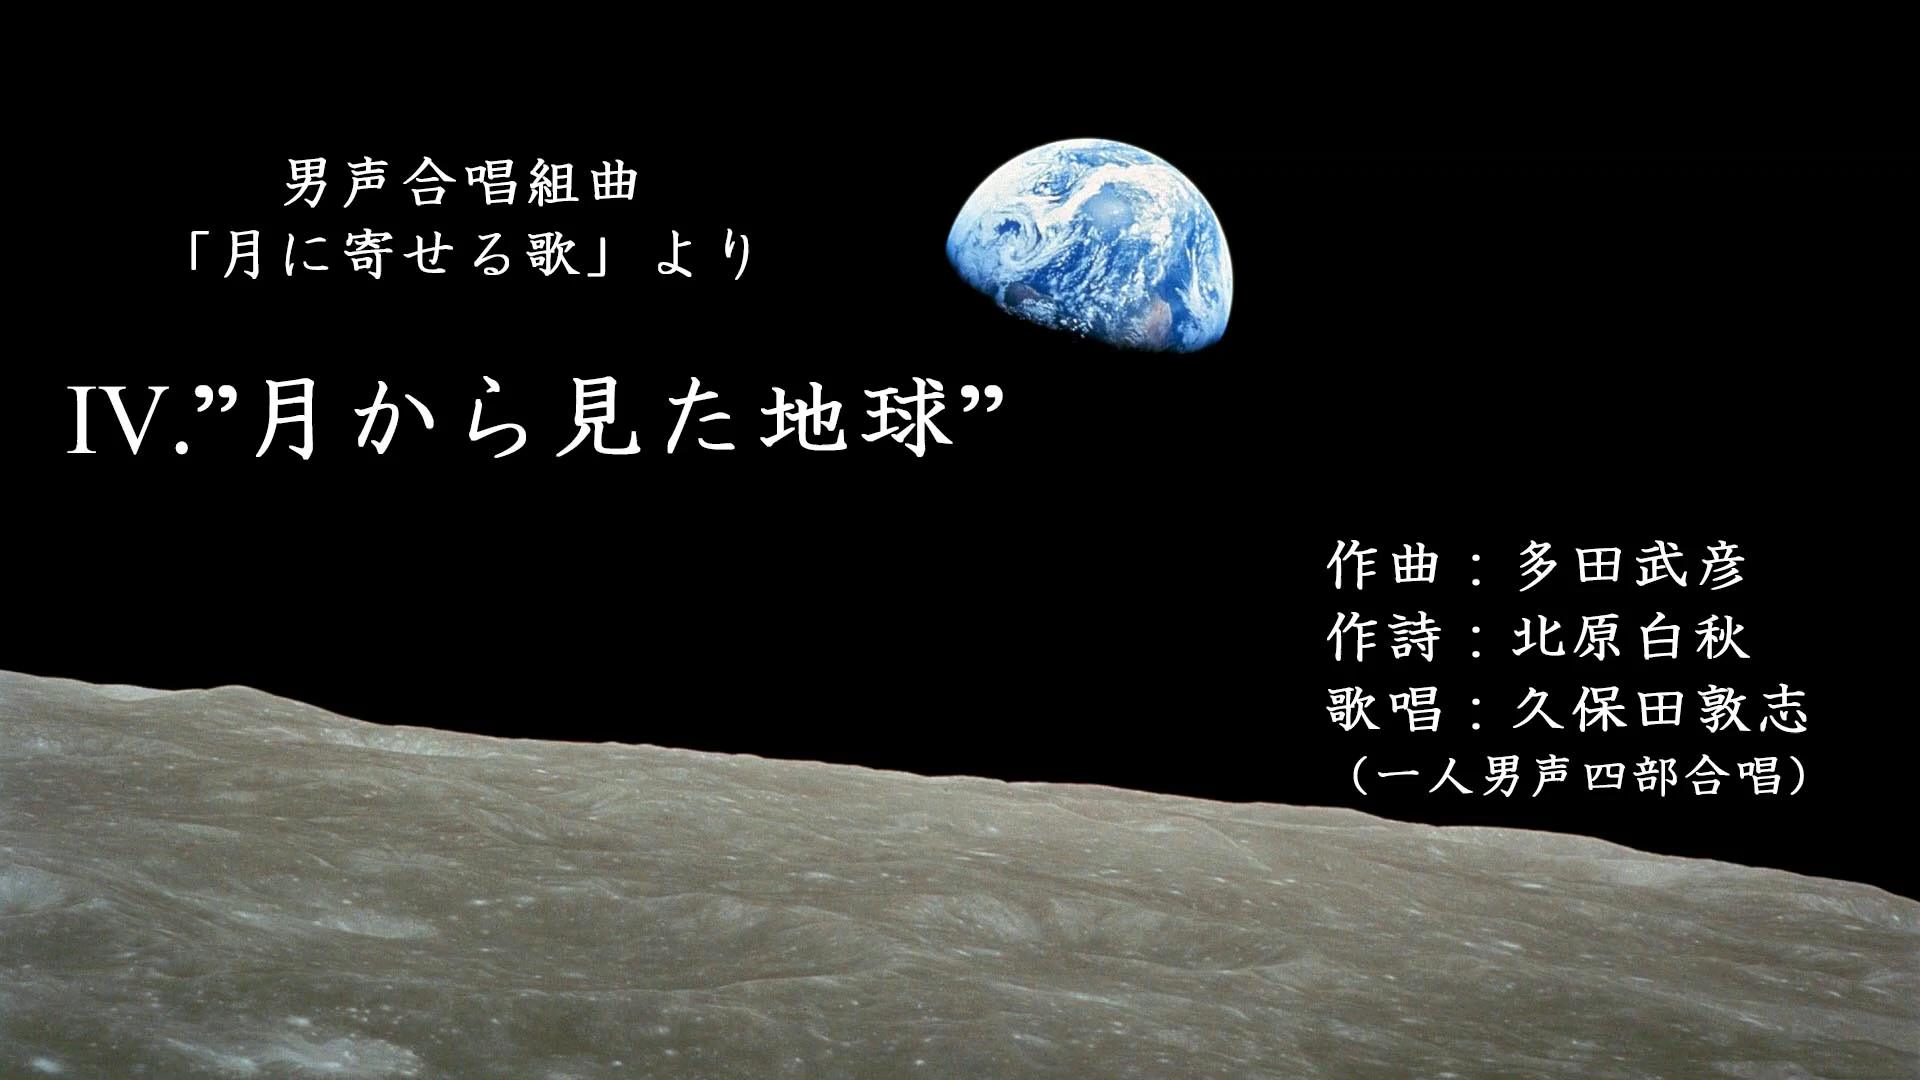 男声合唱組曲
「月に寄せる歌」より
IV.”月から見た地球”
作曲：多田武彦
作詩：北原白秋
歌唱：久保田敦志
（一人男声四部合唱）